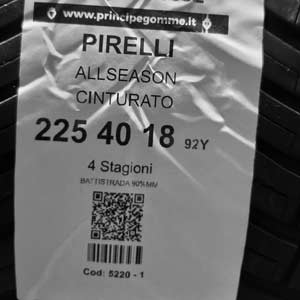 www.principegomme.it
PIRELLI
ALLSEASON
CINTURATO
225 40 18 92Y
4 Stagioni
BATTISTRADA 90%MM
Cod: 5220 - 1